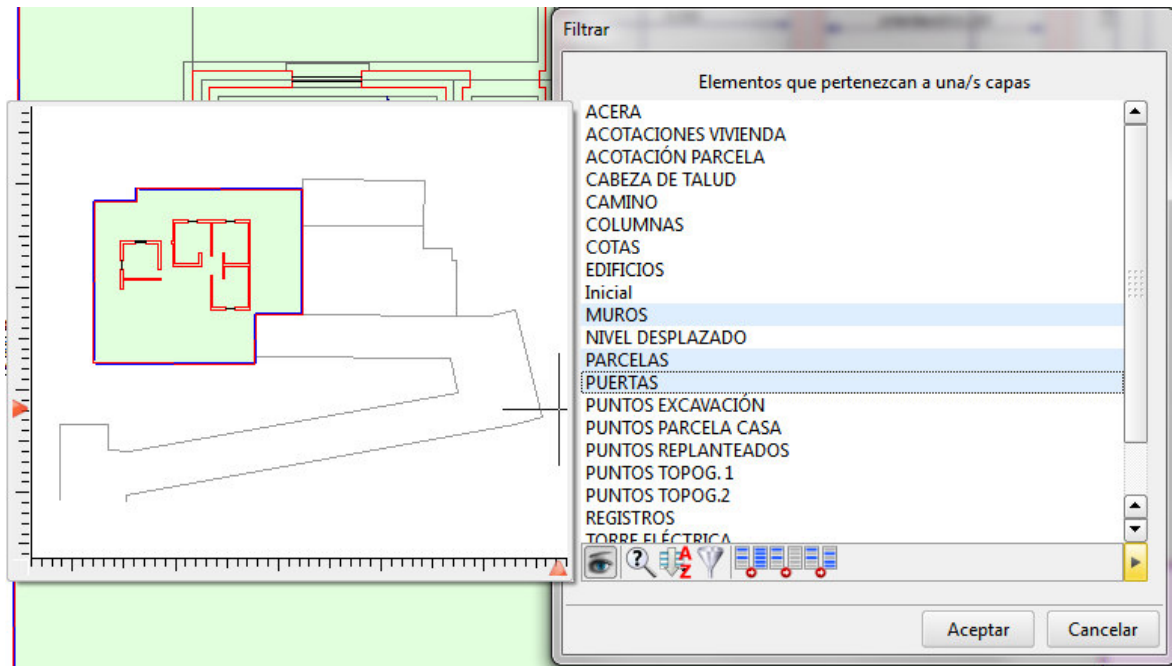 Filtrar
Elementos que pertenezcan a una/s capas
ACERA
ACOTACIONES VIVIENDA
ACOTACIÓN PARCELA
CABEZA DE TALUD
CAMINO
COLUMNAS
COTAS
EDIFICIOS
Inicial
MUROS
NIVEL DESPLAZADO
PARCELAS
PUERTAS
PUNTOS EXCAVACIÓN
PUNTOS PARCELA CASA
PUNTOS REPLANTEADOS
PUNTOS TOPOG. 1
PUNTOS TOPOG.2
REGISTROS
TORRE ELÉCTRICA
A
Z
Aceptar
Cancelar